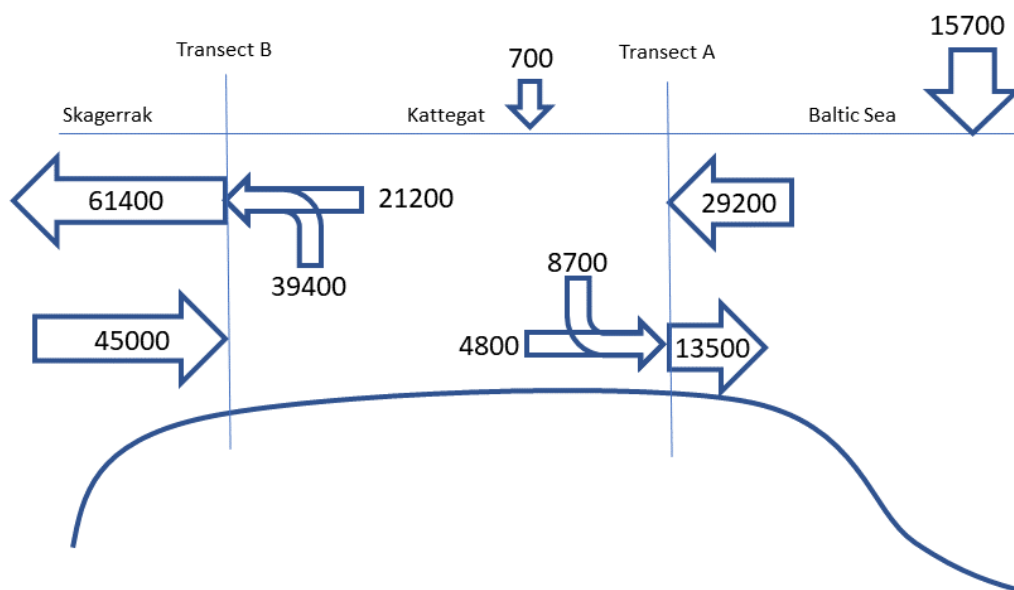 15700
Transect B
700
Transect A
Skagerrak
Kattegat
Baltic Sea
61400
21200
29200
39400
8700
45000
4800
13500